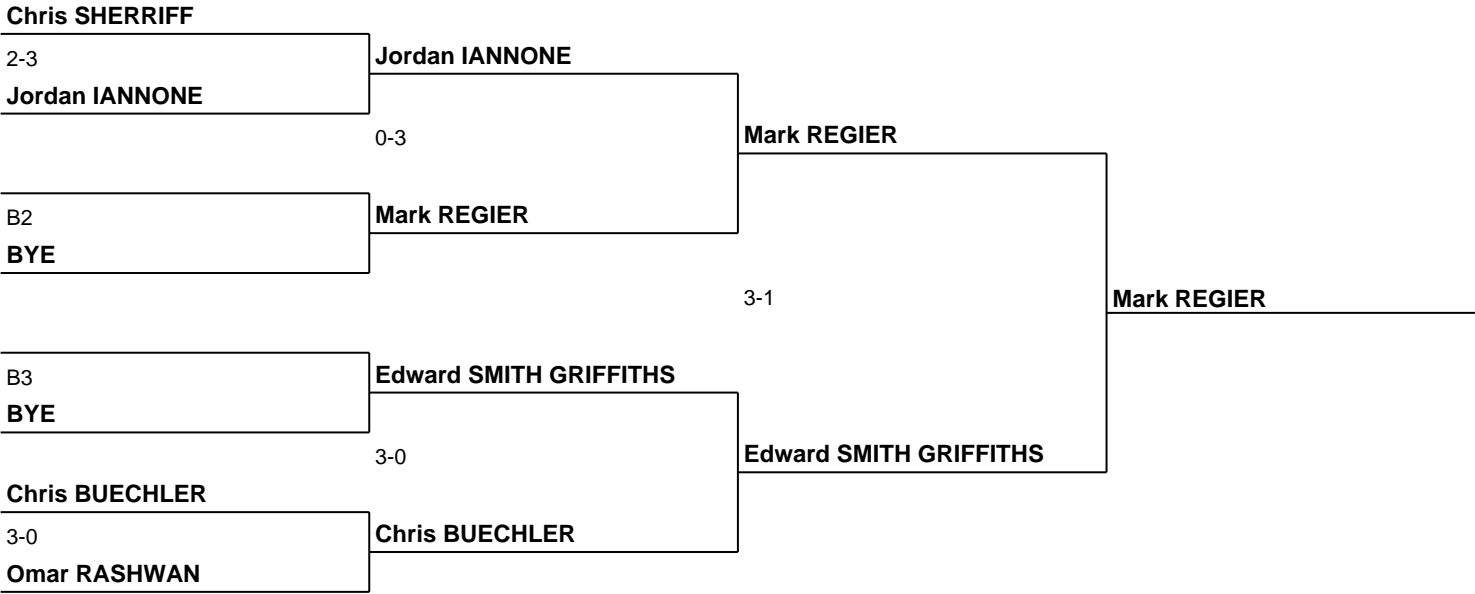 Chris SHERRIFF
2-3
Jordan IANNONE
Jordan IANNONE
0-3
Mark REGIER
B2
Mark REGIER
BYE
3-1
Mark REGIER
B3
Edward SMITH GRIFFITHS
BYE
3-0
Edward SMITH GRIFFITHS
Chris BUECHLER
3-0
Chris BUECHLER
Omar RASHWAN